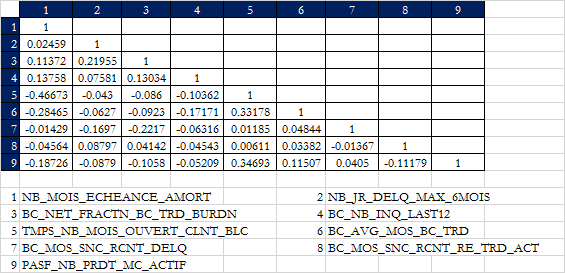 1 2 3 4 5 6 7 8 9
1 1
2 0.02459 1
3 0.11372 0.21955 1
4 0.13758 0.07581 0.13034 1
5 -0.46673 -0.043 -0.086 -0.10362 1
6 -0.28465 -0.0627 -0.0923 -0.17171 0.33178 1
7 -0.01429 -0.1697 -0.2217 -0.06316 0.01185 0.04844 1
8 -0.04564 0.08797 0.04142 -0.04543 0.00611 0.03382 -0.01367 1
9 -0.18726 -0.0879 -0.1058 -0.05209 0.34693 0.11507 0.0405 -0.11179 1
1 NB_MOIS_ECHEANCE_AMORT 2 NB_JR_DELQ_MAX_6MOIS
3 BC_NET_FRACTN_BC_TRD_BURDN 4 BC_NB_INQ_LAST12
5 TMPS_NB_MOIS_OUVERT_CLNT_BLC 6 BC_AVG_MOS_BC_TRD
7 BC_MOS_SNC_RCNT_DELQ 8 BC_MOS_SNC_RCNT_RE_TRD_ACT
9 PASF_NB_PRDT_MC_ACTIF